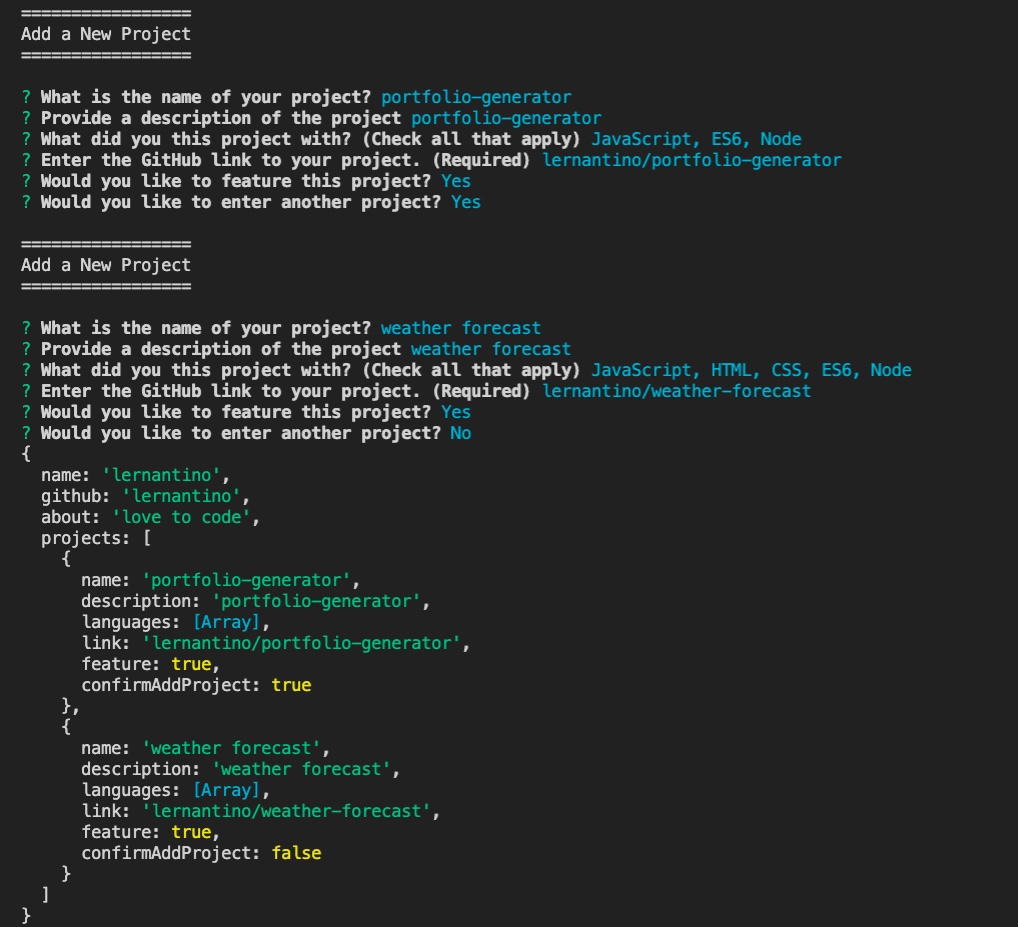 =================
Add a New Project
=================
? What is the name of your project? portfolio-generator
? Provide a description of the project portfolio-generator
? What did you this project with? (Check all that apply) JavaScript, ES6, Node
? Enter the GitHub link to your project. (Required) lernantino/portfolio-generator
? Would you like to feature this project? Yes
? Would you like to enter another project? Yes
=================
Add a New Project
=================
? What is the name of your project? weather forecast
? Provide a description of the project weather forecast
? What did you this project with? (Check all that apply) JavaScript, HTML, CSS, ES6, Node
? Enter the GitHub link to your project. (Required) lernantino/weather-forecast
? Would you like to feature this project? Yes
? Would you like to enter another project? No
{
  name: 'lernantino',
  github: 'lernantino',
  about: 'love to code',
  projects: [
    {
      name: 'portfolio-generator',
      description: 'portfolio-generator',
      languages: [Array],
      link: 'lernantino/portfolio-generator',
      feature: true,
      confirmAddProject: true
    },
    {
      name: 'weather forecast',
      description: 'weather forecast',
      languages: [Array],
      link: 'lernantino/weather-forecast',
      feature: true,
      confirmAddProject: false
    }
  ]
}